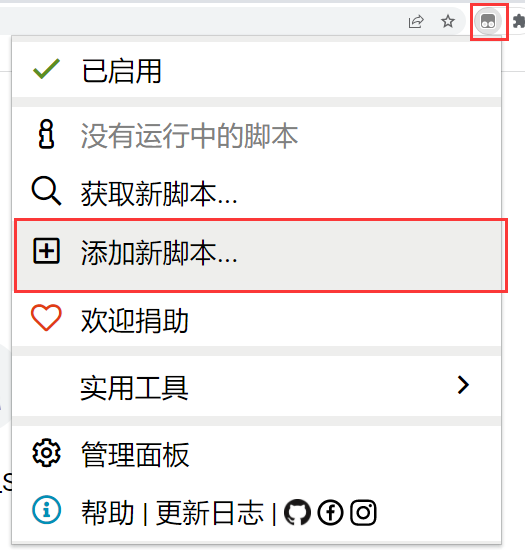 已启用
没有运行中的脚本
获取新脚本...
添加新脚本...
欢迎捐助
实用工具
管理面板
帮助 | 更新日志 |